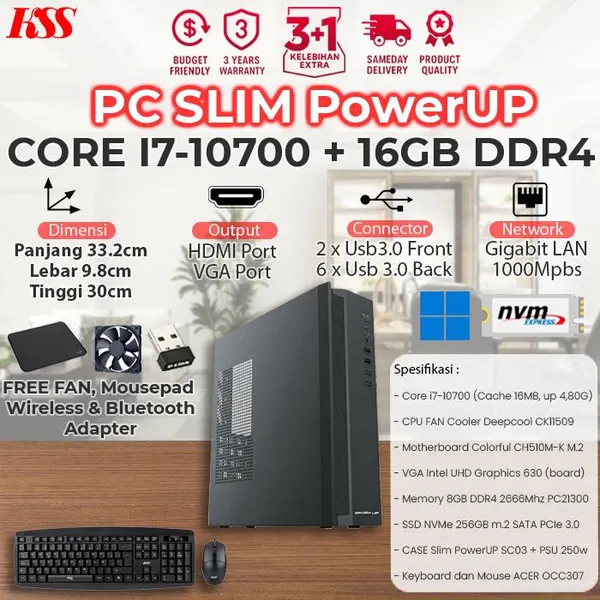 KSS
BUDGET
FRIENDLY
3
YEARS
3 YEARS
WARRANTY
3+1
KELEBIHAN
EXTRA
SAMEDAY
DELIVERY
PRODUCT
QUALITY
PC SLIM PowerUP
CORE I7-10700 + 16GB DDR4
Dimensi
Panjang 33.2cm
Lebar 9.8cm
Tinggi 30cm
Output
HDMI Port
VGA Port
Connector
2 x Usb3.0 Front
6 x Usb 3.0 Back
Network
Gigabit LAN
1000Mpbs
nvm
EXPRESS
FREE FAN, Mousepad
Wireless & Bluetooth
Adapter
Spesifikasi :
- Core i7-10700 (Cache 16MB, up 4,80G)
- CPU FAN Cooler Deepcool CK11509
- Motherboard Colorful CH510M-K M.2
- VGA Intel UHD Graphics 630 (board)
- Memory 8GB DDR4 2666Mhz PC21300
- SSD NVMe 256GB m.2 SATA PCIe 3.0
- CASE Slim PowerUP SC03 + PSU 250w
- Keyboard dan Mouse ACER OCC307